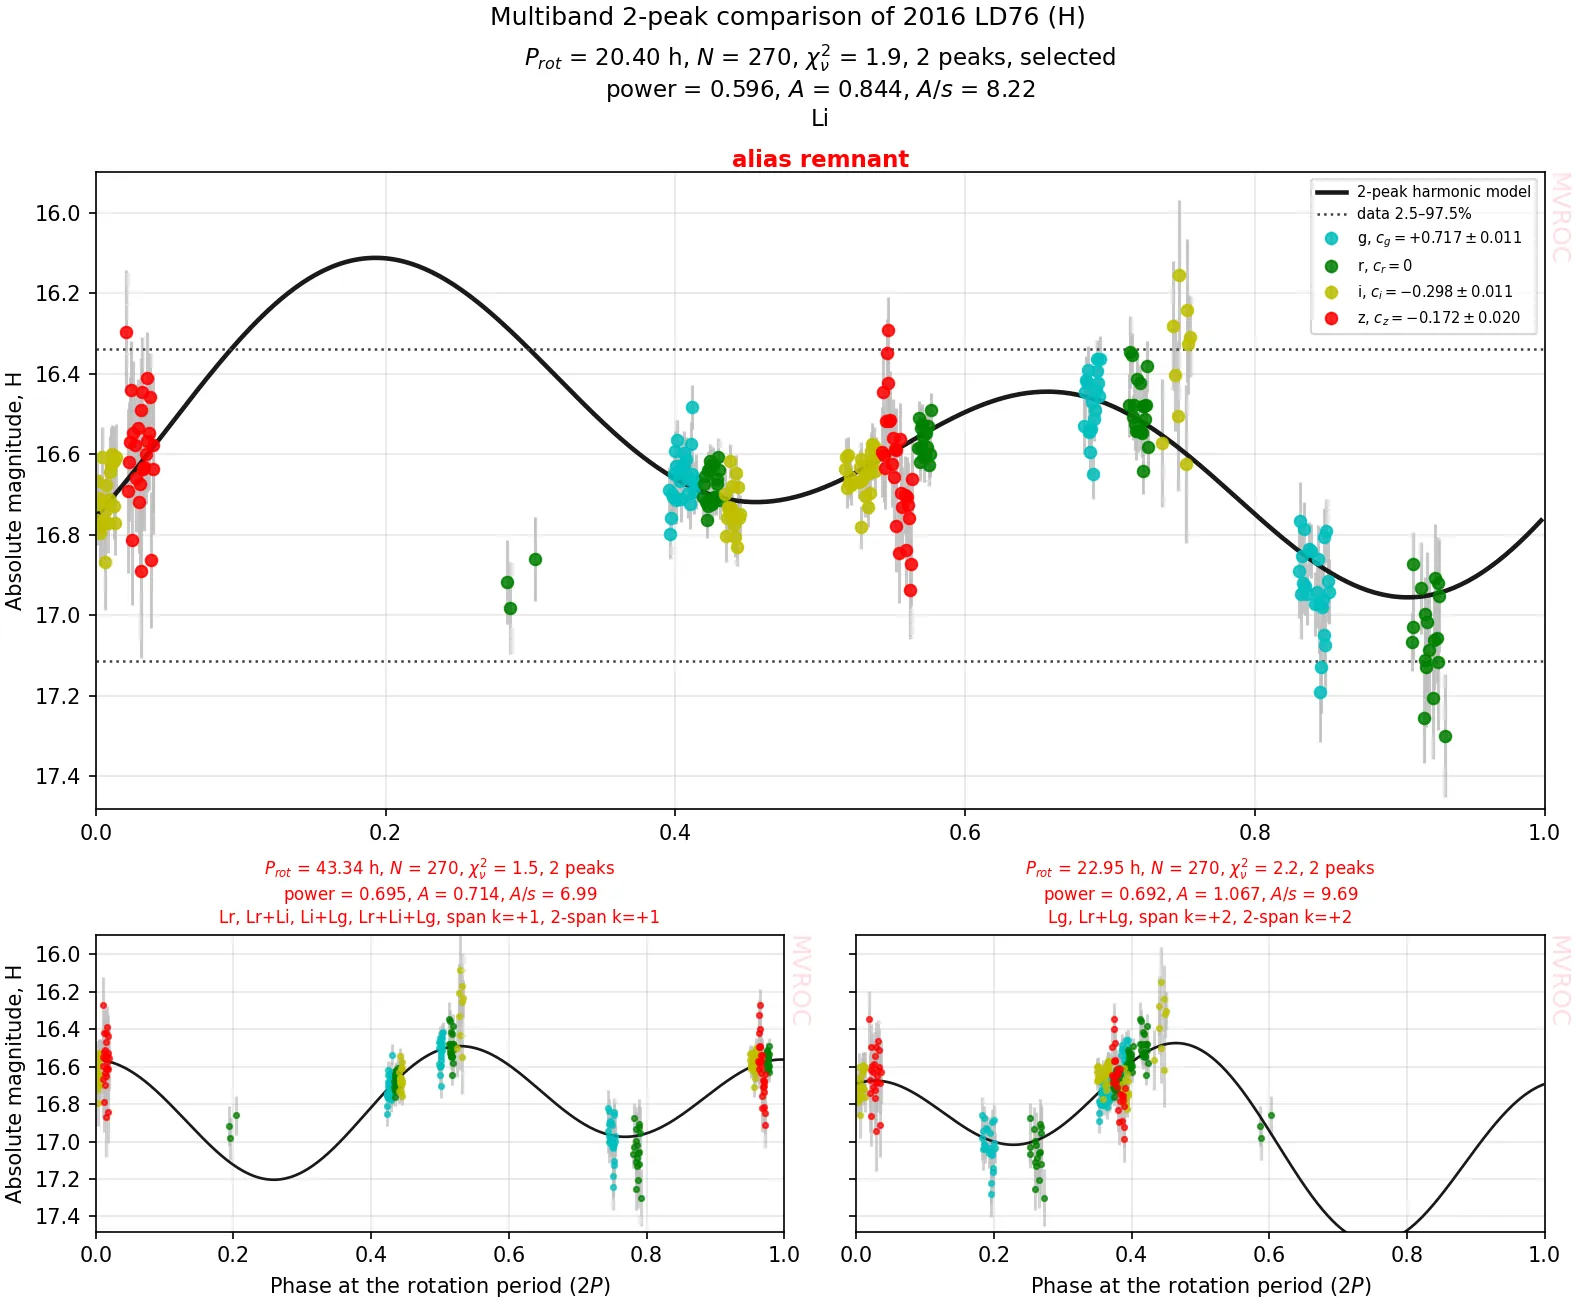 Multiband 2-peak comparison of 2016 LD76 (H)
P_rot = 20.40 h, N = 270, χ²_ν = 1.9, 2 peaks, selected
power = 0.596, A = 0.844, A/s = 8.22
Li
alias remnant
Absolute magnitude, H
16.0
16.2
16.4
16.6
16.8
17.0
17.2
17.4
0.0
0.2
0.4
0.6
0.8
1.0
2-peak harmonic model
data 2.5–97.5%
g, c_g = +0.717 ± 0.011
r, c_r = 0
i, c_i = −0.298 ± 0.011
z, c_z = −0.172 ± 0.020
MVROC
P_rot = 43.34 h, N = 270, χ²_ν = 1.5, 2 peaks
power = 0.695, A = 0.714, A/s = 6.99
Lr, Lr+Li, Li+Lg, Lr+Li+Lg, span k=+1, 2-span k=+1
Absolute magnitude, H
16.0
16.2
16.4
16.6
16.8
17.0
17.2
17.4
0.0
0.2
0.4
0.6
0.8
1.0
Phase at the rotation period (2P)
MVROC
P_rot = 22.95 h, N = 270, χ²_ν = 2.2, 2 peaks
power = 0.692, A = 1.067, A/s = 9.69
Lg, Lr+Lg, span k=+2, 2-span k=+2
0.0
0.2
0.4
0.6
0.8
1.0
Phase at the rotation period (2P)
MVROC